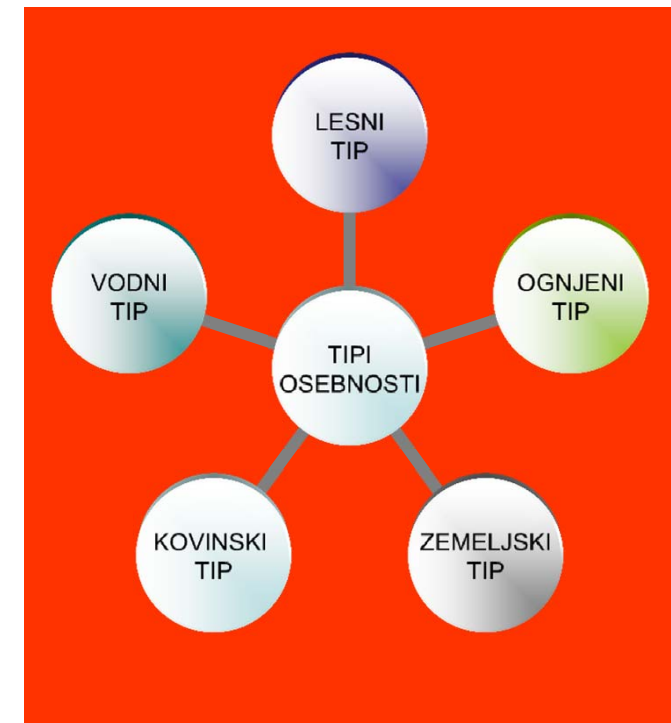 LESNI
TIP
VODNI
TIP
OGNJENI
TIP
TIPI
OSEBNOSTI
KOVINSKI
TIP
ZEMELJSKI
TIP